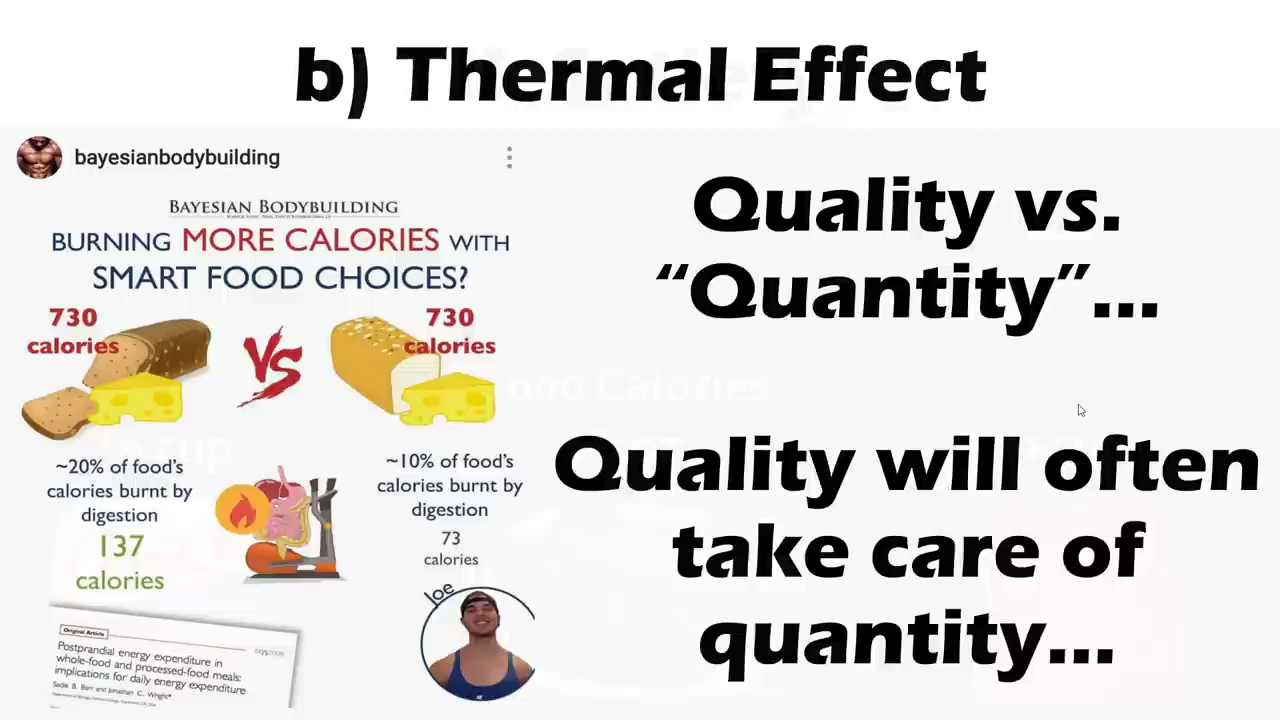 b) Thermal Effect
bayesianbodybuilding
BAYESIAN BODYBUILDING
BURNING MORE CALORIES WITH
SMART FOOD CHOICES?
730
calories
VS
730
calories
~20% of food's
calories burnt by
digestion
137
calories
~10% of food's
calories burnt by
digestion
73
calories
Joe
Original Article
Postprandial energy expenditure in
whole-food and processed-food meals:
implications for daily energy expenditure
Sadie B. Barr and Jonathan C. Wright*
Quality vs.
“Quantity”...
Quality will often
take care of
quantity...